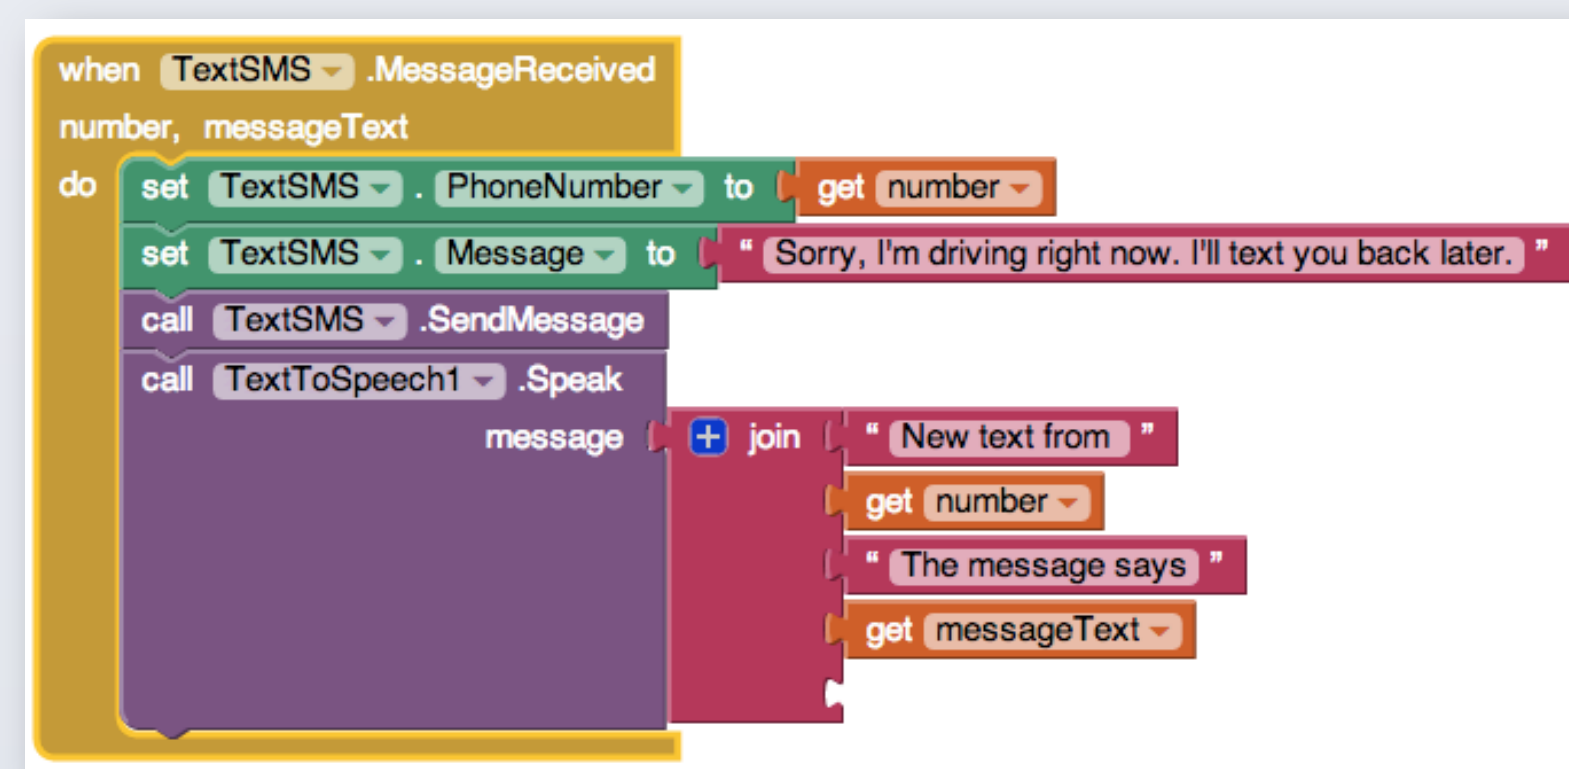 when TextSMS .MessageReceived
number, messageText
do set TextSMS . PhoneNumber to get number
set TextSMS . Message to " Sorry, I'm driving right now. I'll text you back later. "
call TextSMS .SendMessage
call TextToSpeech1 .Speak
message join " New text from "
get number
" The message says "
get messageText